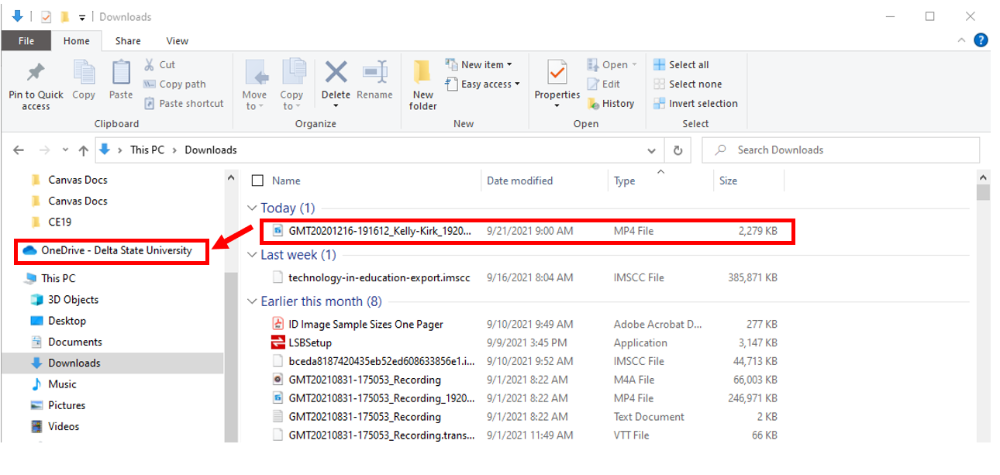 Downloads
File Home Share View
Pin to Quick access
Copy
Paste
Cut
Copy path
Paste shortcut
Clipboard
Move to
Copy to
Delete
Rename
Organize
New folder
New item
Easy access
New
Properties
Open
Edit
History
Open
Select all
Select none
Invert selection
Select
This PC › Downloads
Search Downloads
Canvas Docs
Canvas Docs
CE19
OneDrive - Delta State University
This PC
3D Objects
Desktop
Documents
Downloads
Music
Pictures
Videos
Name Date modified Type Size
Today (1)
GMT20201216-191612_Kelly-Kirk_1920... 9/21/2021 9:00 AM MP4 File 2,279 KB
Last week (1)
technology-in-education-export.imscc 9/16/2021 8:04 AM IMSCC File 385,871 KB
Earlier this month (8)
ID Image Sample Sizes One Pager 9/10/2021 9:49 AM Adobe Acrobat D... 277 KB
LSBSetup 9/9/2021 3:45 PM Application 3,147 KB
bceda8187420435eb52ed608633856e1.i... 9/10/2021 9:52 AM IMSCC File 44,713 KB
GMT20210831-175053_Recording 9/1/2021 8:22 AM M4A File 66,003 KB
GMT20210831-175053_Recording_1920... 9/1/2021 8:22 AM MP4 File 246,971 KB
GMT20210831-175053_Recording 9/1/2021 8:22 AM Text Document 2 KB
GMT20210831-175053_Recording.trans... 9/1/2021 11:49 AM VTT File 66 KB